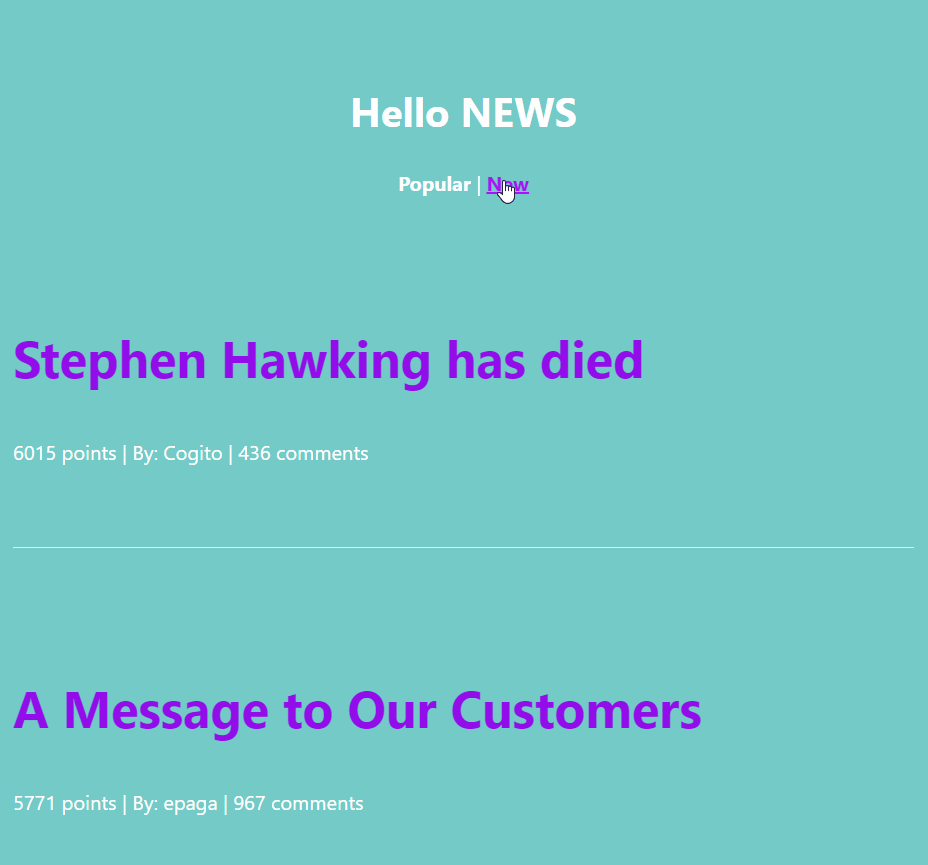 Hello NEWS
Popular | New
Stephen Hawking has died
6015 points | By: Cogito | 436 comments
A Message to Our Customers
5771 points | By: epaga | 967 comments